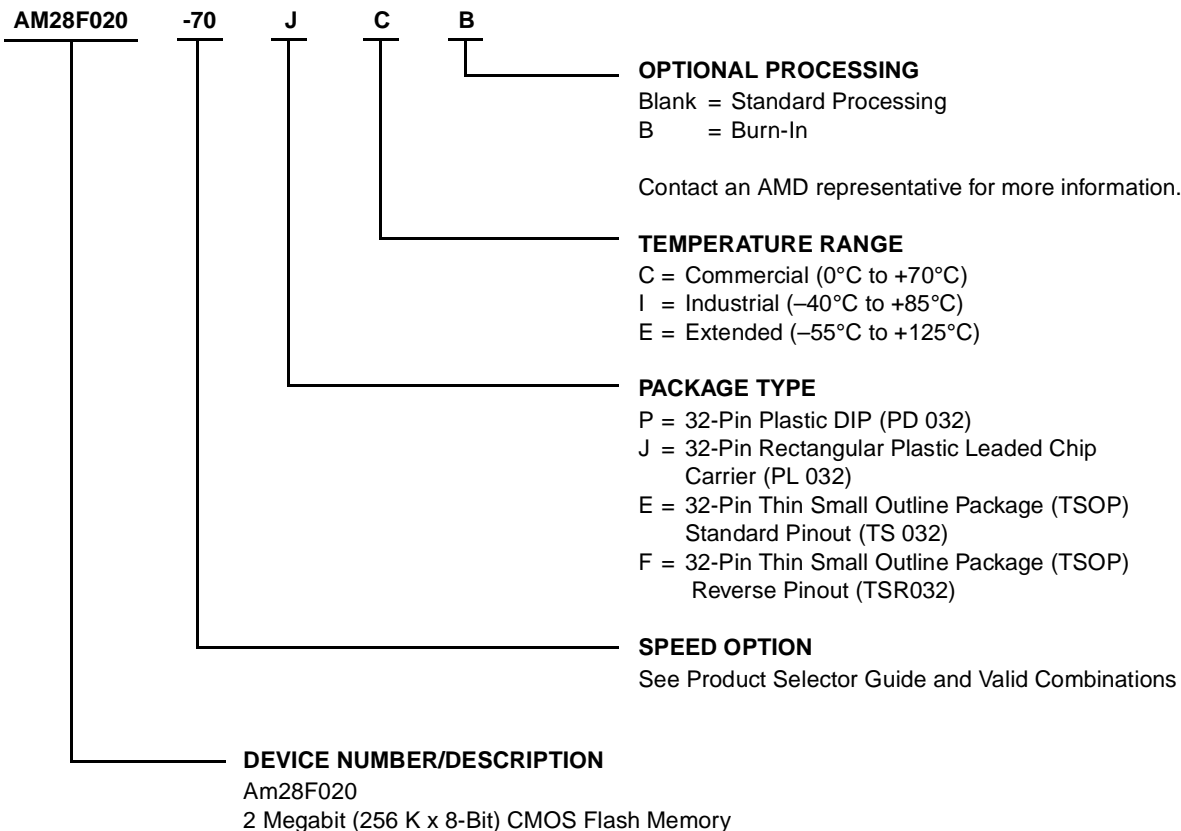 AM28F020 -70 J C B
OPTIONAL PROCESSING
Blank = Standard Processing
B = Burn-In
Contact an AMD representative for more information.
TEMPERATURE RANGE
C = Commercial (0°C to +70°C)
I = Industrial (–40°C to +85°C)
E = Extended (–55°C to +125°C)
PACKAGE TYPE
P = 32-Pin Plastic DIP (PD 032)
J = 32-Pin Rectangular Plastic Leaded Chip
Carrier (PL 032)
E = 32-Pin Thin Small Outline Package (TSOP)
Standard Pinout (TS 032)
F = 32-Pin Thin Small Outline Package (TSOP)
Reverse Pinout (TSR032)
SPEED OPTION
See Product Selector Guide and Valid Combinations
DEVICE NUMBER/DESCRIPTION
Am28F020
2 Megabit (256 K x 8-Bit) CMOS Flash Memory